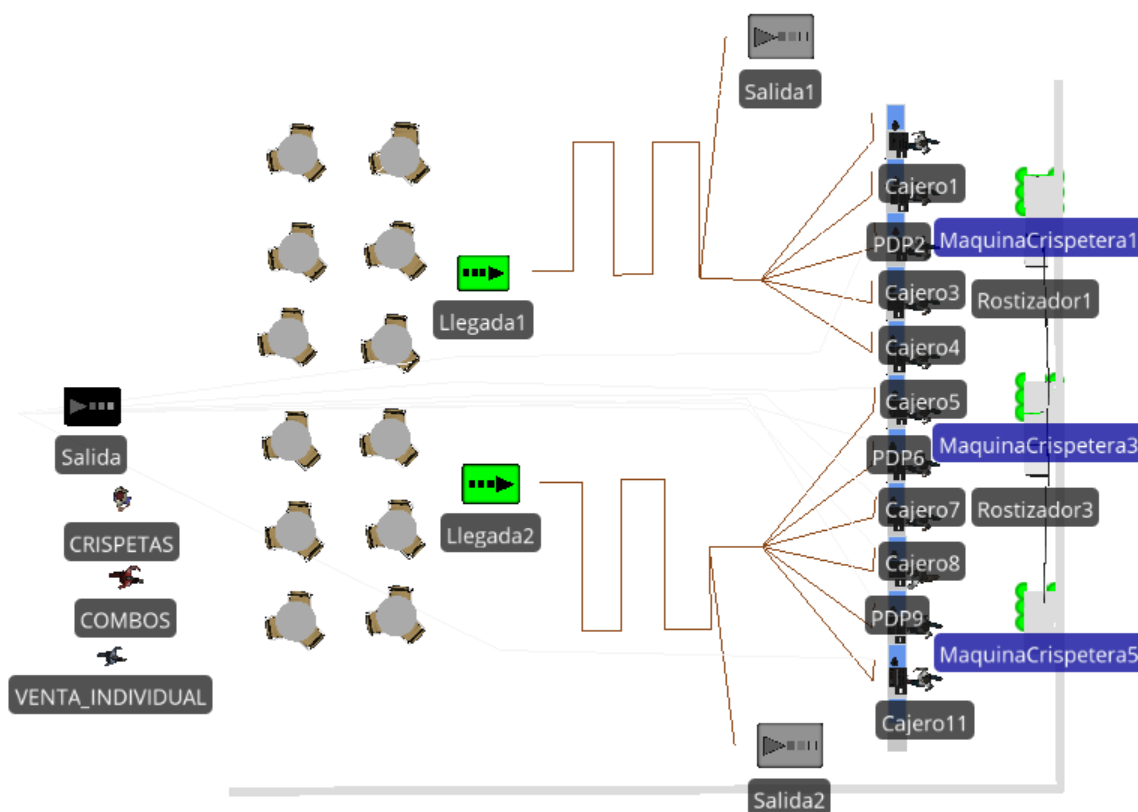 Salida1
Cajero1
PDP2
MaquinaCrispetera1
Llegada1
Cajero3
Rostizador1
Cajero4
Cajero5
Salida
PDP6
MaquinaCrispetera3
Llegada2
Cajero7
Rostizador3
CRISPETAS
Cajero8
COMBOS
PDP9
MaquinaCrispetera5
VENTA_INDIVIDUAL
Cajero11
Salida2